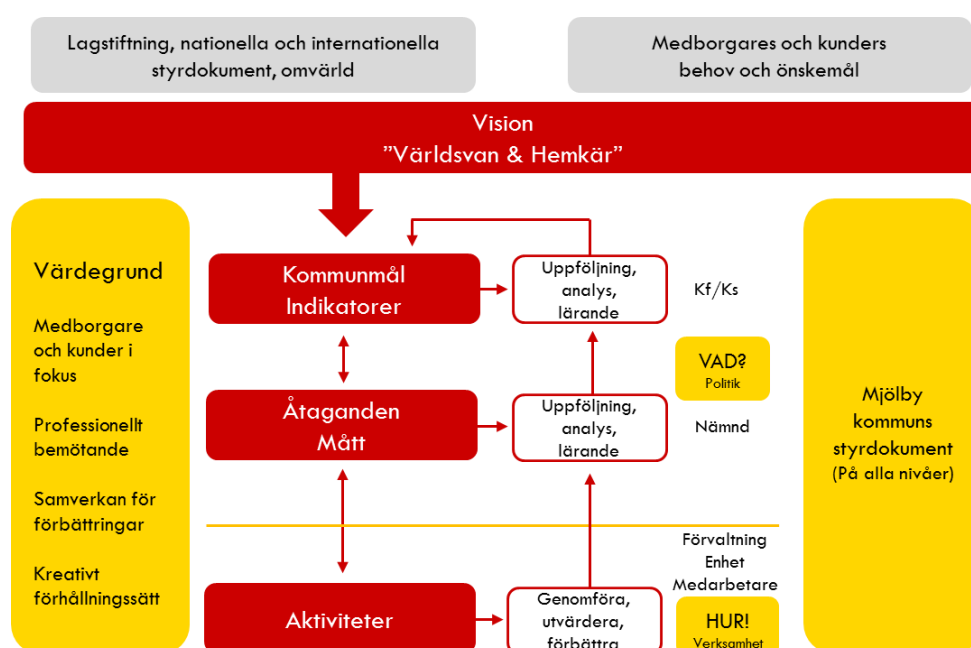 Lagstiftning, nationella och internationella
styrdokument, omvärld
Medborgares och kunders
behov och önskemål
Vision
”Världsvan & Hemkär”
Värdegrund
Medborgare
och kunder i
fokus
Professionellt
bemötande
Samverkan för
förbättringar
Kreativt
förhållningssätt
Kommunmål
Indikatorer
Uppföljning,
analys,
lärande
Kf/Ks
VAD?
Politik
Åtaganden
Mått
Uppföljning,
analys,
lärande
Nämnd
Förvaltning
Enhet
Medarbetare
Aktiviteter
Genomföra,
utvärdera,
förbättra
HUR!
Verksamhet
Mjölby
kommuns
styrdokument
(På alla nivåer)